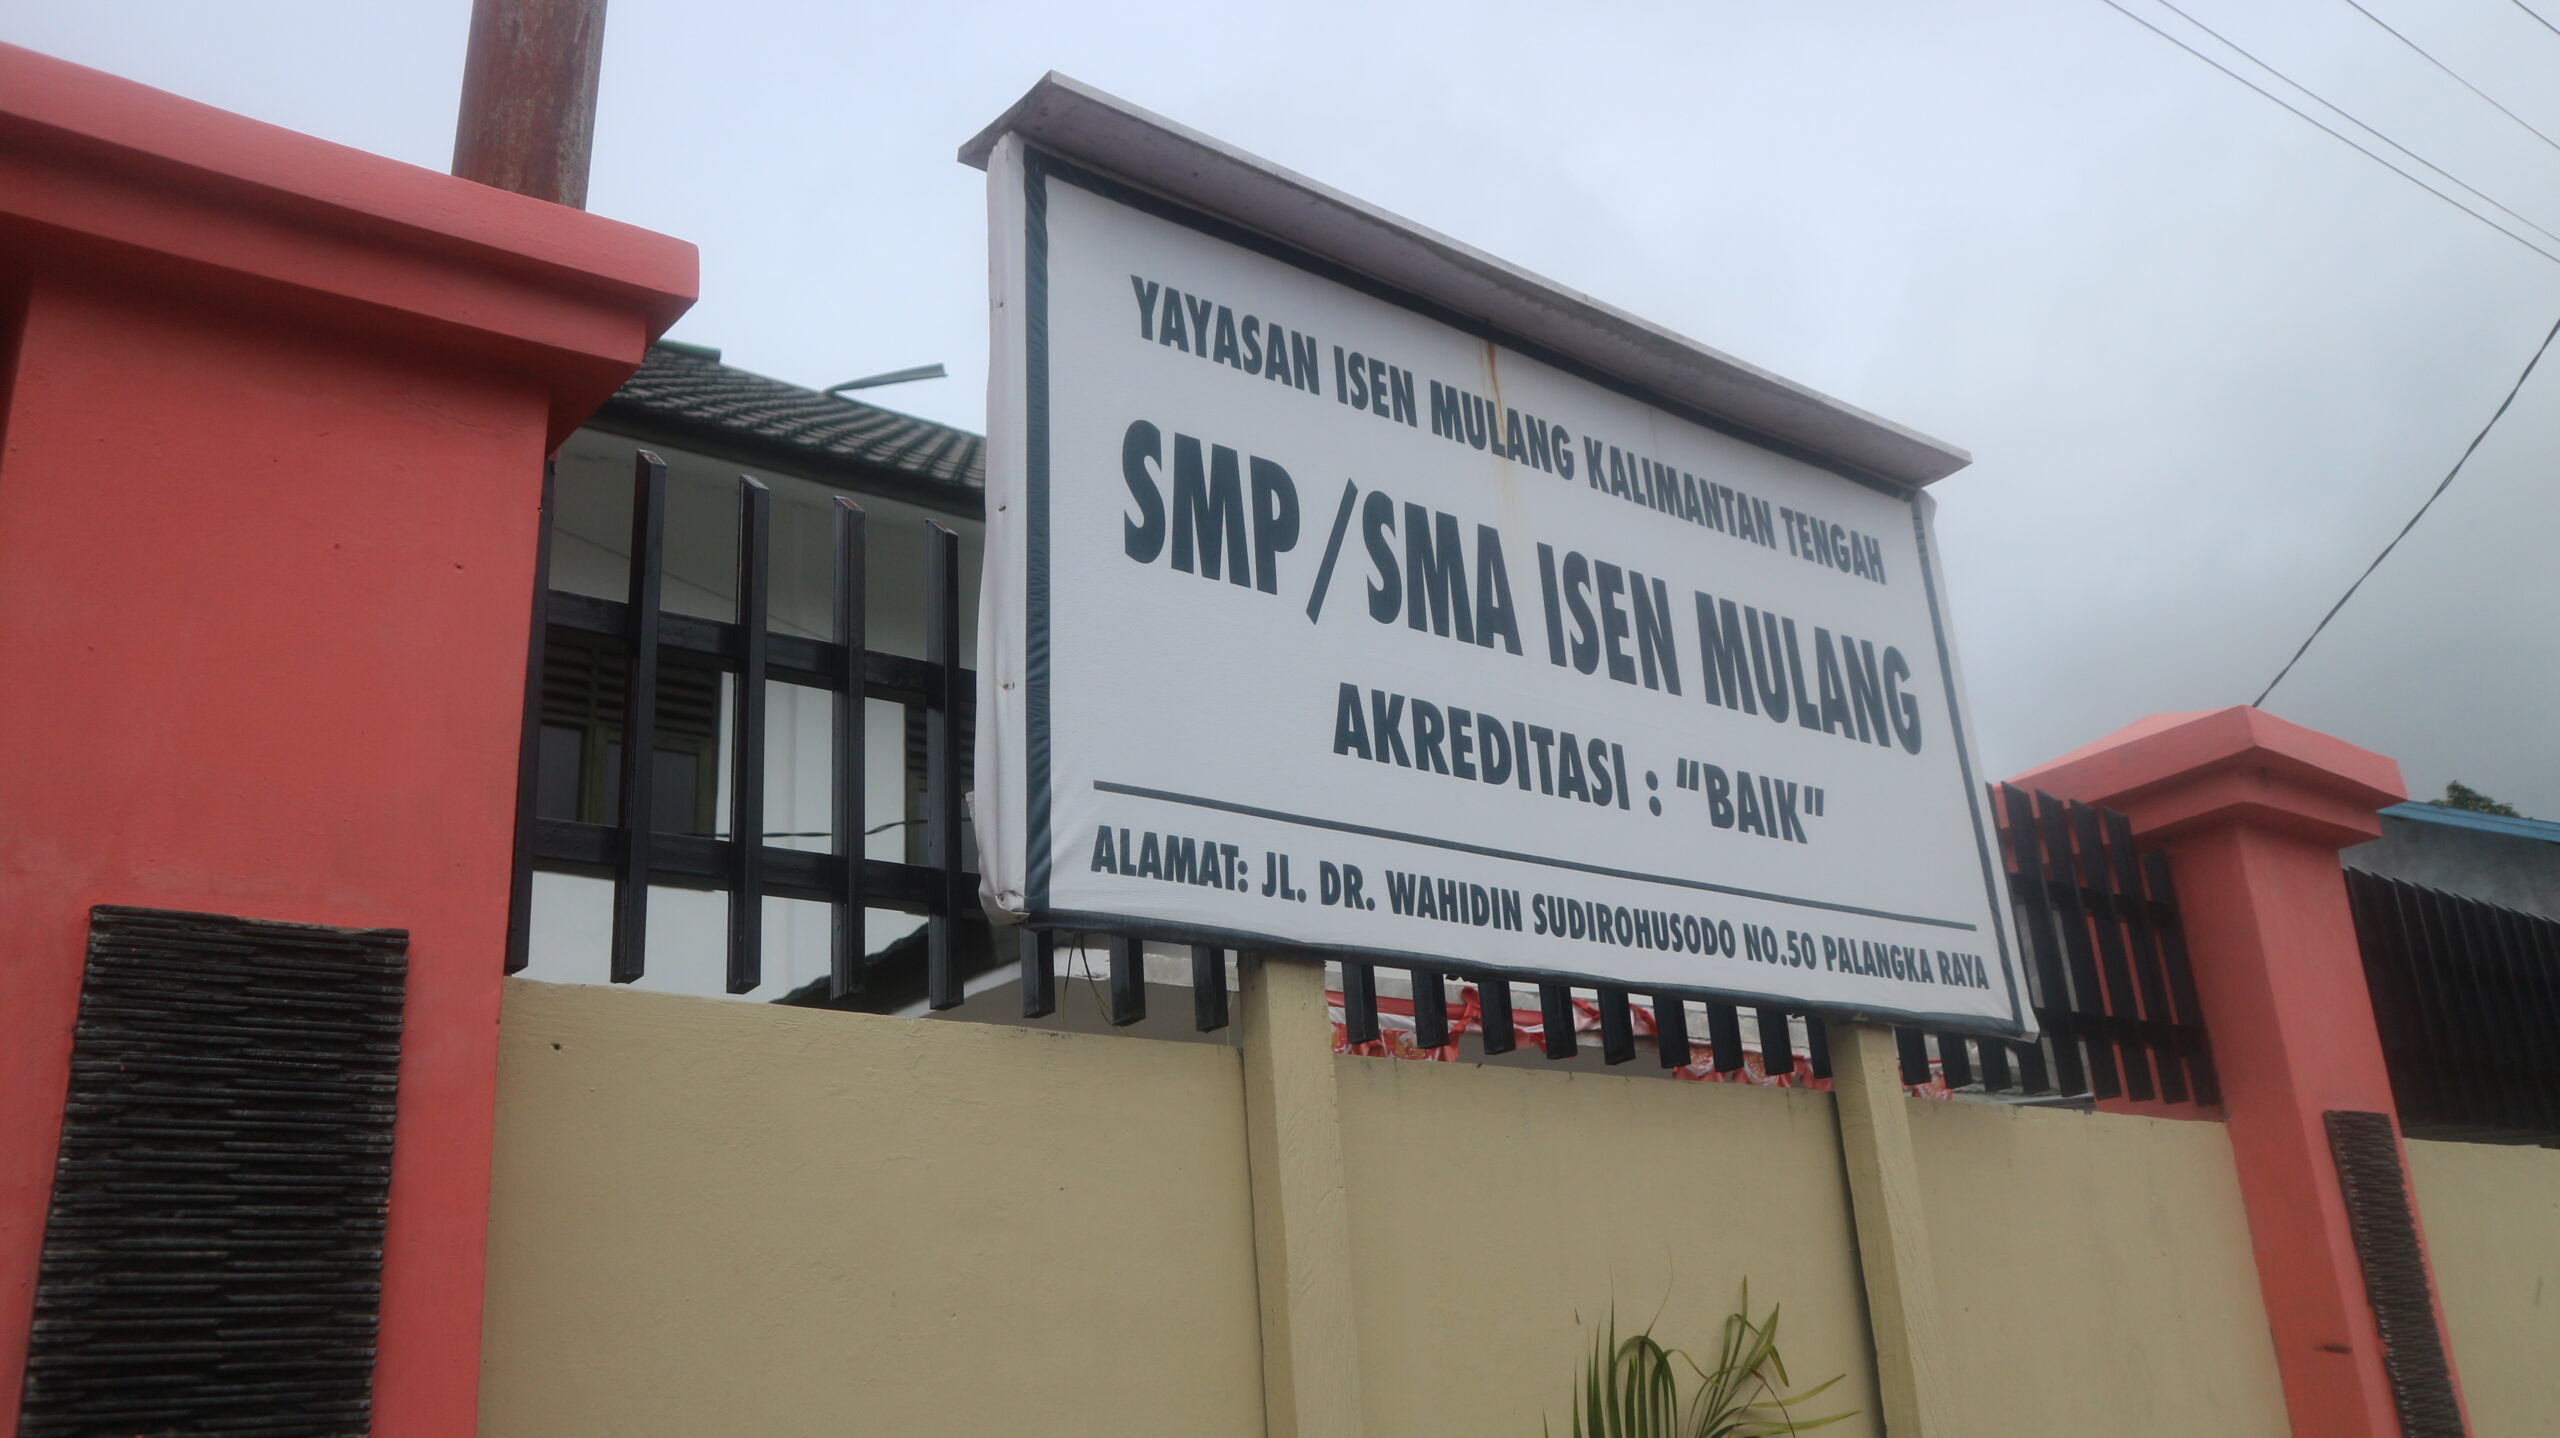 YAYASAN ISEN MULANG KALIMANTAN TENGAH
SMP/SMA ISEN MULANG
AKREDITASI : "BAIK"
ALAMAT: JL. DR. WAHIDIN SUDIROHUSODO NO.50 PALANGKA RAYA